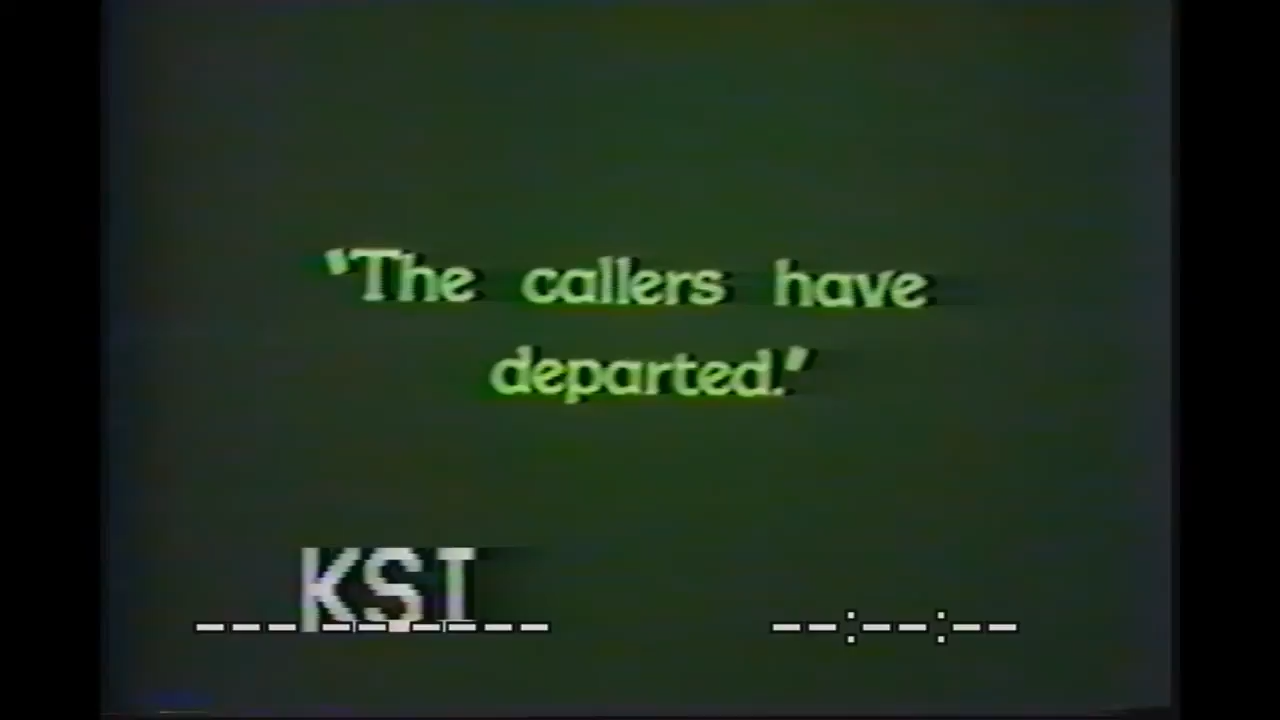 "The callers have
departed."
KSI
--- -- ---- --:--:--